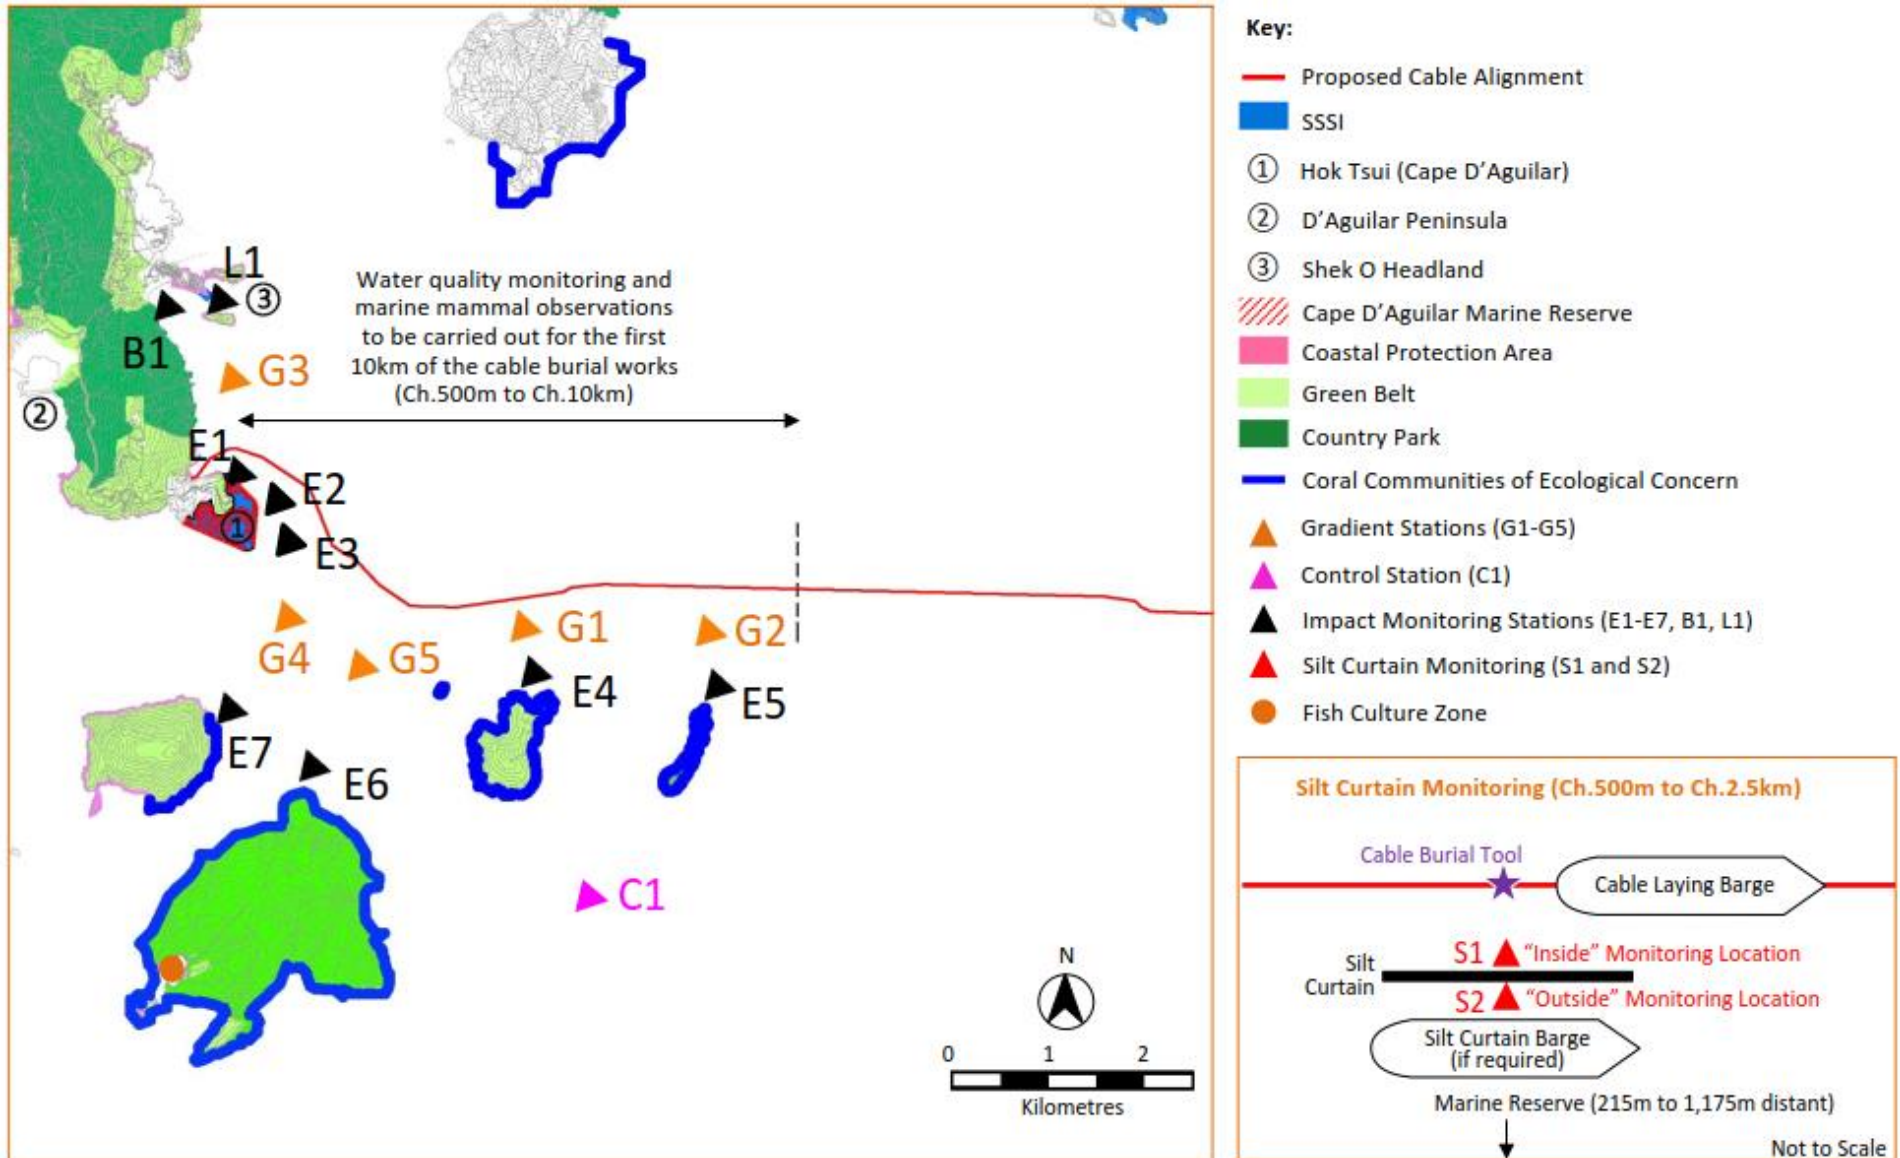 L1
③
B1
Water quality monitoring and
marine mammal observations
to be carried out for the first
10km of the cable burial works
(Ch.500m to Ch.10km)
G3
②
E1
E2
①
E3
G4
G5
G1
G2
E4
E5
E7
E6
C1
N
0 1 2
Kilometres
Key:
Proposed Cable Alignment
SSSI
① Hok Tsui (Cape D'Aguilar)
② D'Aguilar Peninsula
③ Shek O Headland
Cape D'Aguilar Marine Reserve
Coastal Protection Area
Green Belt
Country Park
Coral Communities of Ecological Concern
Gradient Stations (G1-G5)
Control Station (C1)
Impact Monitoring Stations (E1-E7, B1, L1)
Silt Curtain Monitoring (S1 and S2)
Fish Culture Zone
Silt Curtain Monitoring (Ch.500m to Ch.2.5km)
Cable Burial Tool
Cable Laying Barge
S1 "Inside" Monitoring Location
Silt
Curtain
S2 "Outside" Monitoring Location
Silt Curtain Barge
(if required)
Marine Reserve (215m to 1,175m distant)
Not to Scale